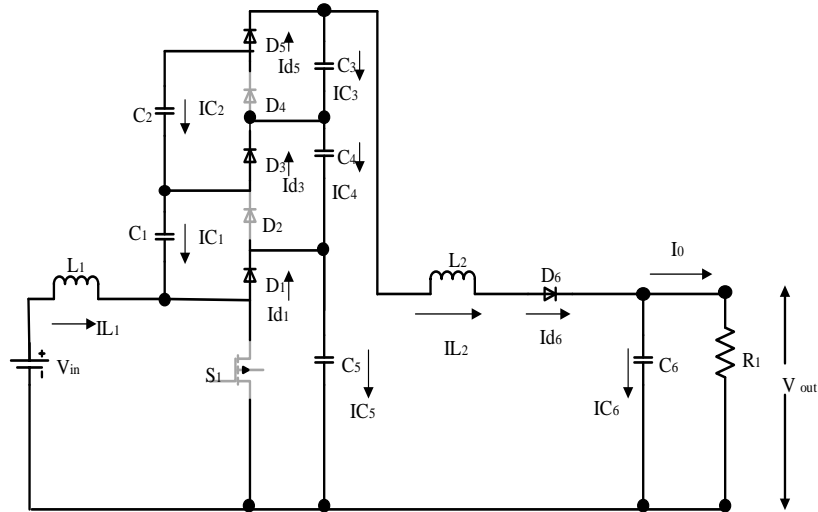 D5
Id5
C3
IC3
C2
IC2
D4
D3
Id3
C4
IC4
D2
C1
IC1
L1
IL1
D1
Id1
Vin
S1
C5
IC5
L2
IL2
D6
Id6
I0
C6
IC6
R1
V out